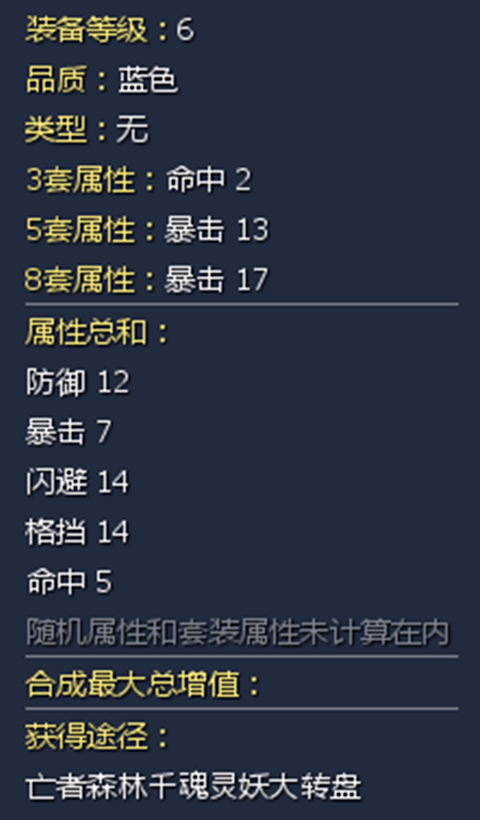 装备等级：6
品质：蓝色
类型：无
3套属性：命中 2
5套属性：暴击 13
8套属性：暴击 17
属性总和：
防御 12
暴击 7
闪避 14
格挡 14
命中 5
随机属性和套装属性未计算在内
合成最大总增值：
获得途径：
亡者森林千魂灵妖大转盘